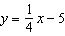 y = 1/4 x − 5